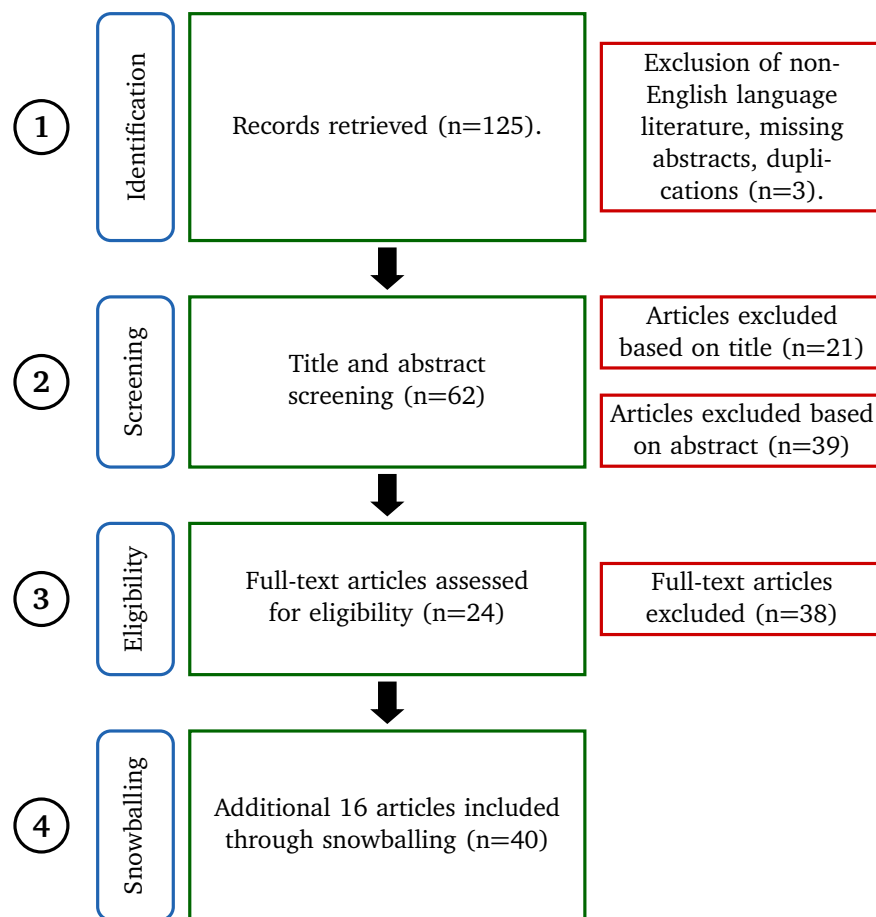 1
Identification
Records retrieved (n=125).
Exclusion of non-
English language
literature, missing
abstracts, dupli-
cations (n=3).
2
Screening
Title and abstract
screening (n=62)
Articles excluded
based on title (n=21)
Articles excluded based
on abstract (n=39)
3
Eligibility
Full-text articles assessed
for eligibility (n=24)
Full-text articles
excluded (n=38)
4
Snowballing
Additional 16 articles included
through snowballing (n=40)